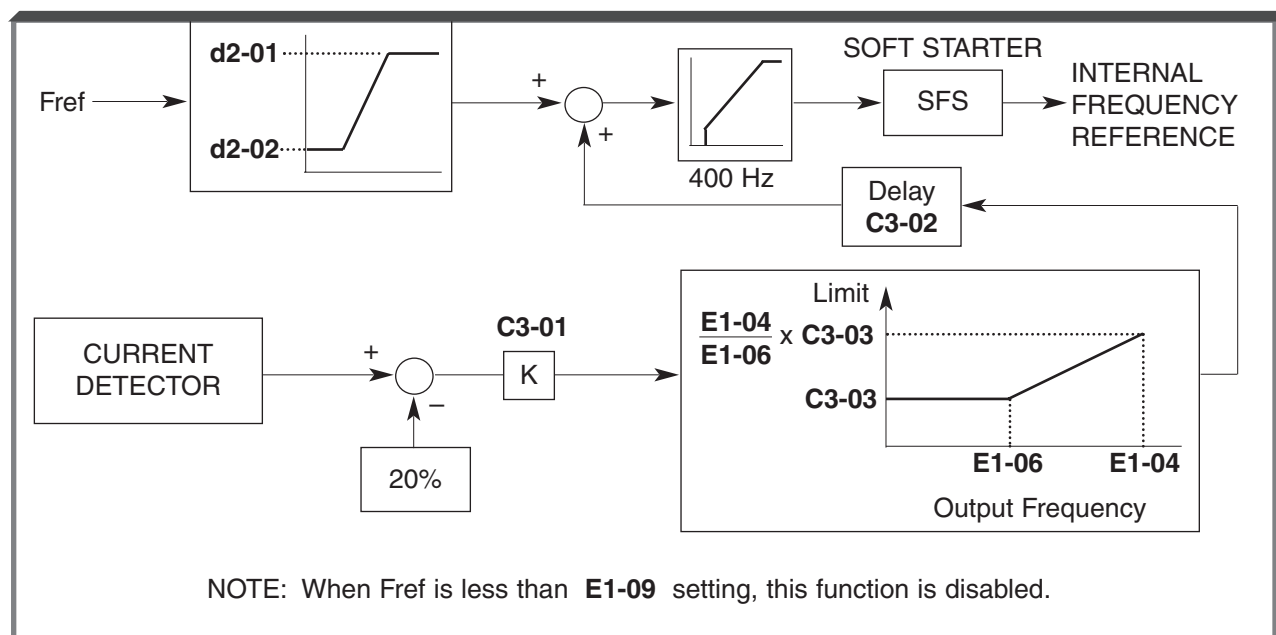 d2-01
Fref
d2-02
+
+
400 Hz
SOFT STARTER
SFS
INTERNAL
FREQUENCY
REFERENCE
Delay
C3-02
CURRENT
DETECTOR
+
−
20%
C3-01
K
Limit
E1-04
E1-06
x C3-03
C3-03
E1-06 E1-04
Output Frequency
NOTE: When Fref is less than E1-09 setting, this function is disabled.